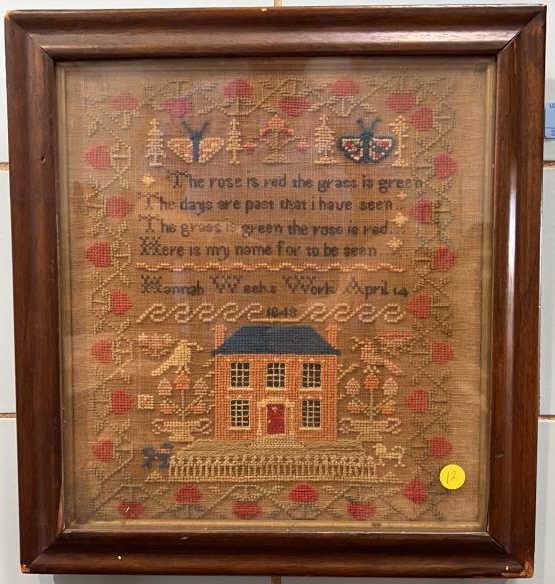 The rose is red the grass is green
The days are past that i have seen
The grass is green the rose is red
Here is my name for to be seen
Hannah Weeks Work April 14
1848
12